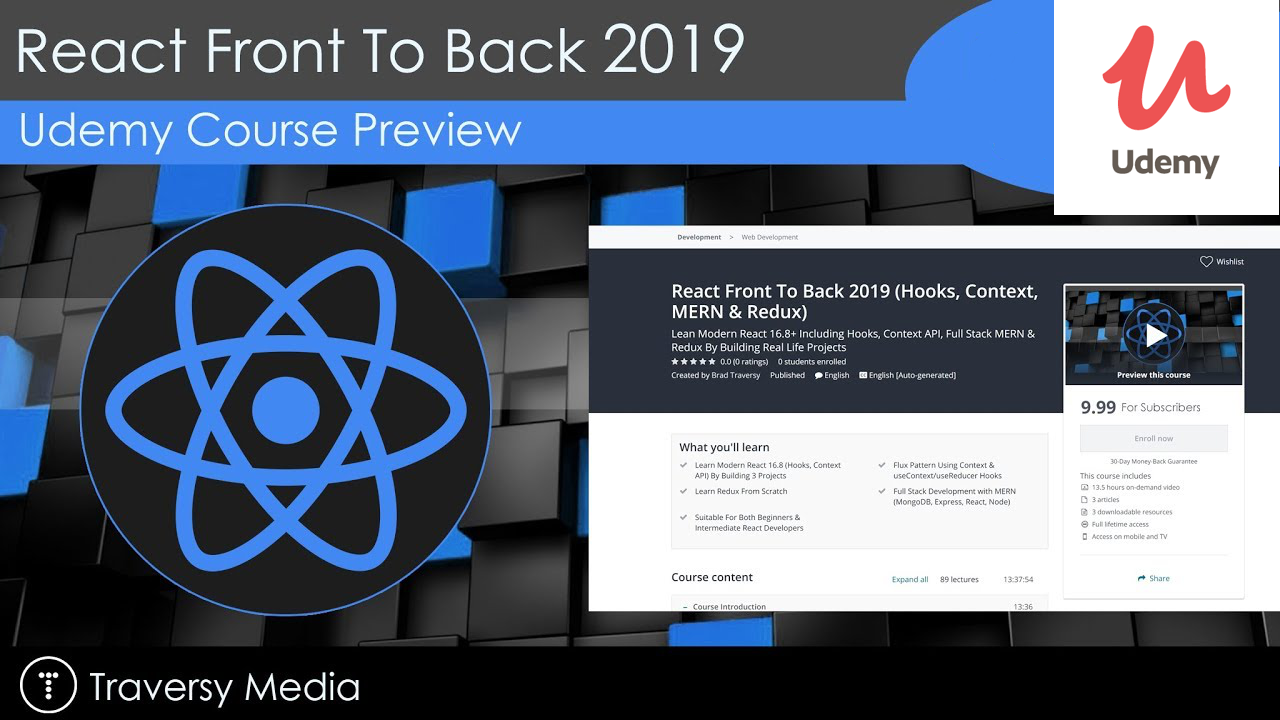 React Front To Back 2019
Udemy Course Preview
Udemy
Development > Web Development
Wishlist
React Front To Back 2019 (Hooks, Context,
MERN & Redux)
Lean Modern React 16.8+ Including Hooks, Context API, Full Stack MERN &
Redux By Building Real Life Projects
0.0 (0 ratings) 0 students enrolled
Created by Brad Traversy Published English English [Auto-generated]
Preview this course
9.99 For Subscribers
Enroll now
30-Day Money-Back Guarantee
This course includes
13.5 hours on-demand video
3 articles
3 downloadable resources
Full lifetime access
Access on mobile and TV
Share
What you'll learn
Learn Modern React 16.8 (Hooks, Context
API) By Building 3 Projects
Learn Redux From Scratch
Suitable For Both Beginners &
Intermediate React Developers
Flux Pattern Using Context &
useContext/useReducer Hooks
Full Stack Development with MERN
(MongoDB, Express, React, Node)
Course content
Expand all 89 lectures 13:37:54
– Course Introduction 13:36
Traversy Media